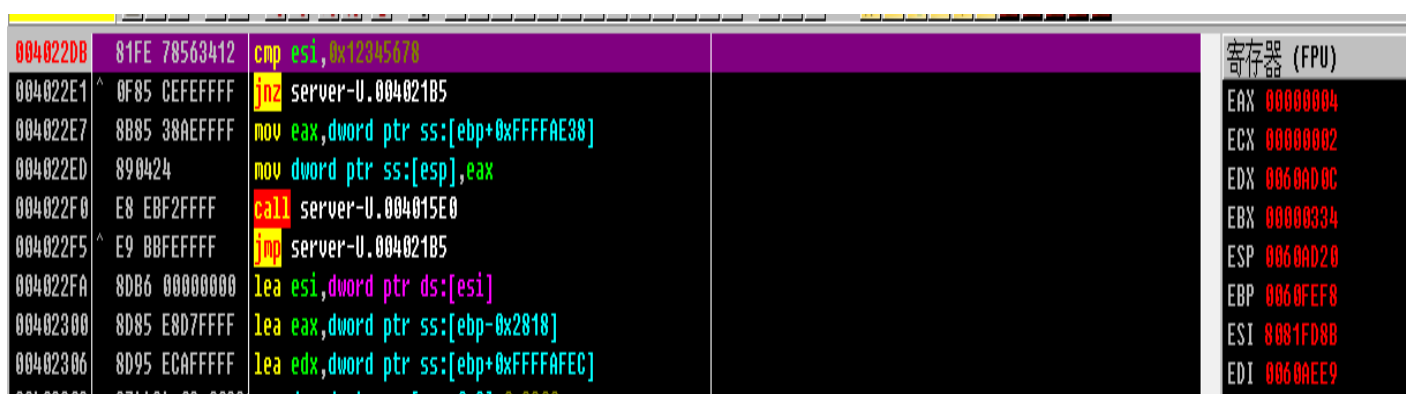 004022DB 81FE 78563412 cmp esi,0x12345678
004022E1 ^ 0F85 CEFEFFFF jnz server-U.004021B5
004022E7 8B85 38AEFFFF mov eax,dword ptr ss:[ebp+0xFFFFAE38]
004022ED 890424 mov dword ptr ss:[esp],eax
004022F0 E8 EBF2FFFF call server-U.004015E0
004022F5 ^ E9 BBFEFFFF jmp server-U.004021B5
004022FA 8DB6 00000000 lea esi,dword ptr ds:[esi]
00402300 8D85 E8D7FFFF lea eax,dword ptr ss:[ebp-0x2818]
00402306 8D95 ECAFFFFF lea edx,dword ptr ss:[ebp+0xFFFFAFEC]
寄存器 (FPU)
EAX 00000004
ECX 00000002
EDX 0060AD0C
EBX 00000334
ESP 0060AD20
EBP 0060FEF8
ESI 8081FD8B
EDI 0060AEE9